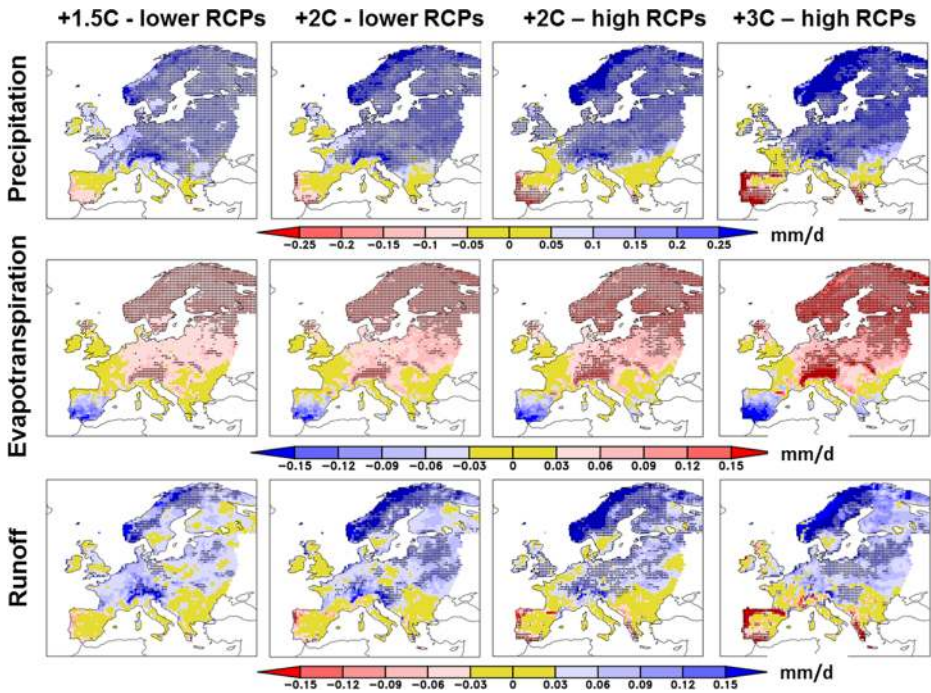 +1.5C - lower RCPs +2C - lower RCPs +2C – high RCPs +3C – high RCPs
Precipitation
−0.25 −0.2 −0.15 −0.1 −0.05 0 0.05 0.1 0.15 0.2 0.25 mm/d
Evapotranspiration
−0.15 −0.12 −0.09 −0.06 −0.03 0 0.03 0.06 0.09 0.12 0.15 mm/d
Runoff
−0.15 −0.12 −0.09 −0.06 −0.03 0 0.03 0.06 0.09 0.12 0.15 mm/d